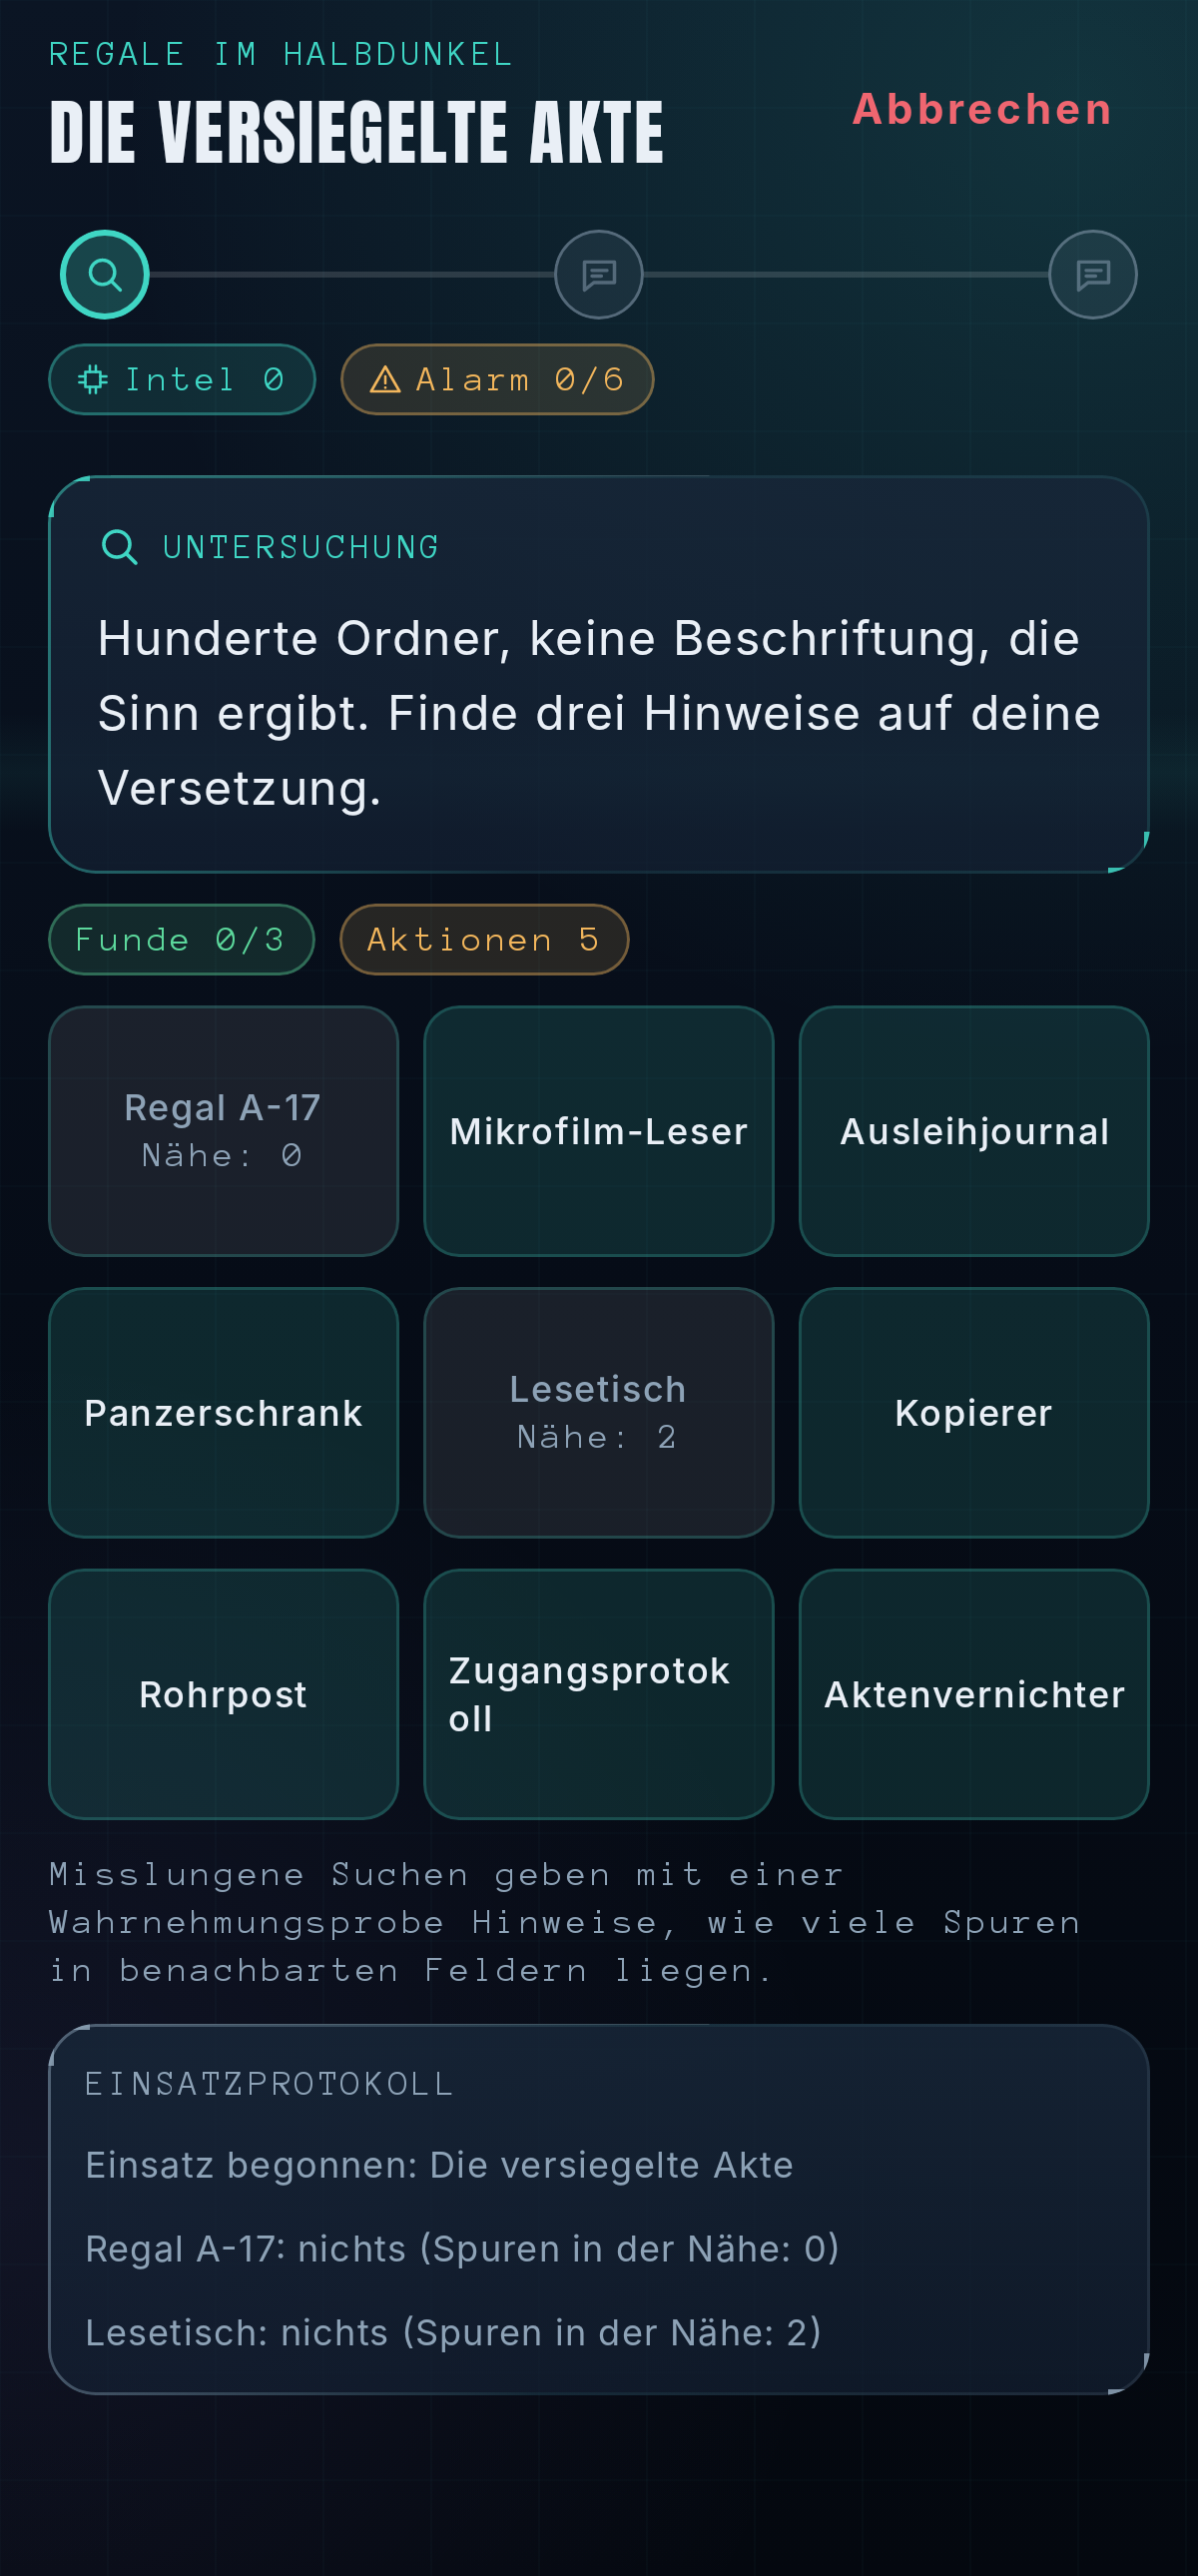 REGALE IM HALBDUNKEL
DIE VERSIEGELTE AKTE
Abbrechen
Intel 0
Alarm 0/6
UNTERSUCHUNG
Hunderte Ordner, keine Beschriftung, die
Sinn ergibt. Finde drei Hinweise auf deine
Versetzung.
Funde 0/3
Aktionen 5
Regal A-17
Nähe: 0
Mikrofilm-Leser
Ausleihjournal
Panzerschrank
Lesetisch
Nähe: 2
Kopierer
Rohrpost
Zugangsprotok
oll
Aktenvernichter
Misslungene Suchen geben mit einer
Wahrnehmungsprobe Hinweise, wie viele Spuren
in benachbarten Feldern liegen.
EINSATZPROTOKOLL
Einsatz begonnen: Die versiegelte Akte
Regal A-17: nichts (Spuren in der Nähe: 0)
Lesetisch: nichts (Spuren in der Nähe: 2)